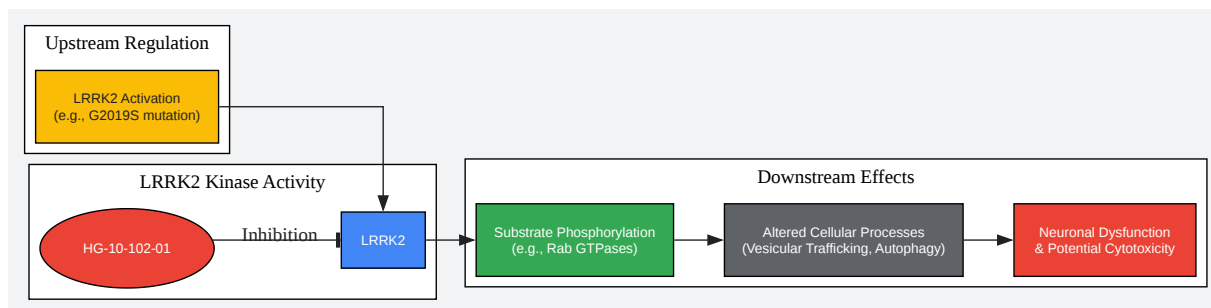 Upstream Regulation
LRRK2 Activation
(e.g., G2019S mutation)
LRRK2 Kinase Activity
HG-10-102-01
Inhibition
LRRK2
Downstream Effects
Substrate Phosphorylation
(e.g., Rab GTPases)
Altered Cellular Processes
(Vesicular Trafficking, Autophagy)
Neuronal Dysfunction
& Potential Cytotoxicity